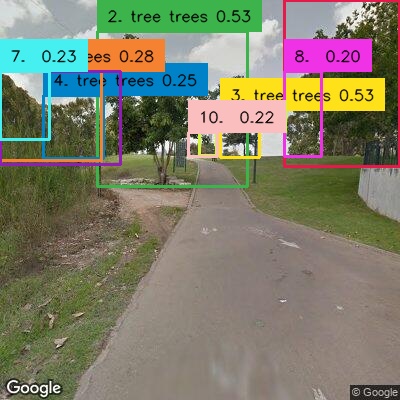 2. tree trees 0.53
7.  0.23
ees 0.28
8.  0.20
4. tree trees 0.25
3. tree trees 0.53
10.  0.22
Google
© Google